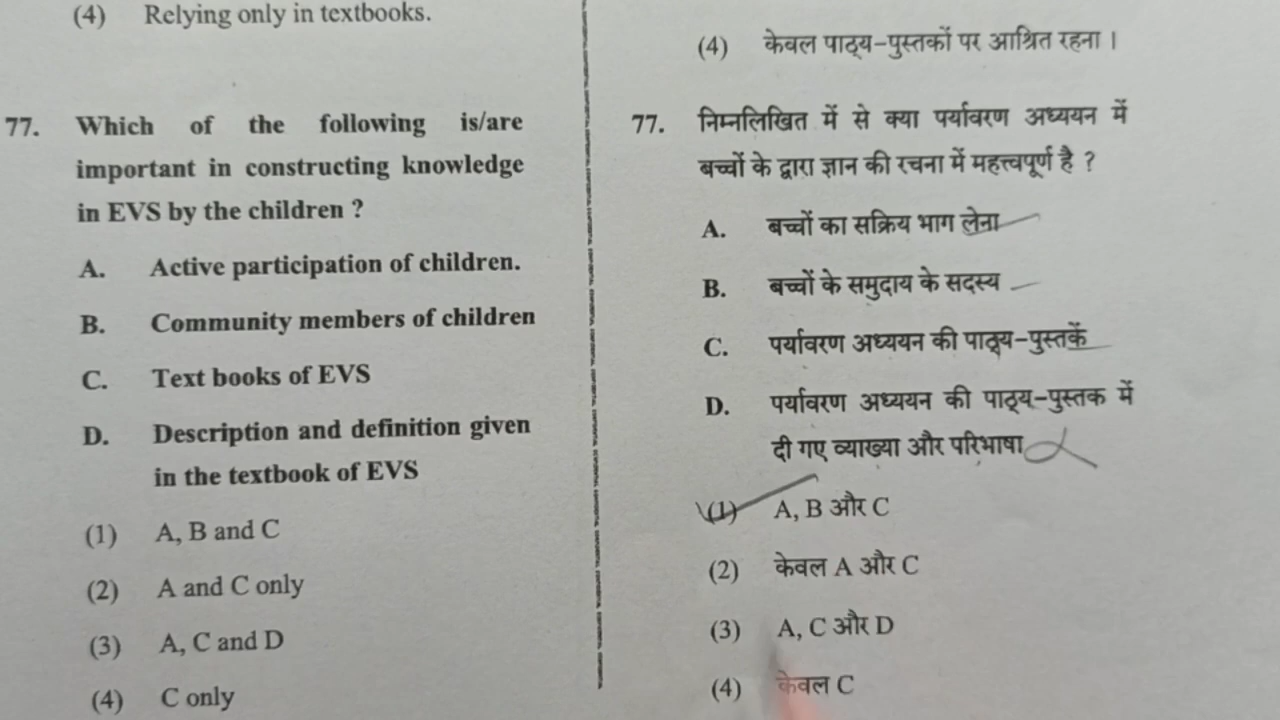 (4) Relying only in textbooks.
77. Which of the following is/are
important in constructing knowledge
in EVS by the children ?
A. Active participation of children.
B. Community members of children
C. Text books of EVS
D. Description and definition given
in the textbook of EVS
(1) A, B and C
(2) A and C only
(3) A, C and D
(4) C only
(4) केवल पाठ्य-पुस्तकों पर आश्रित रहना ।
77. निम्नलिखित में से क्या पर्यावरण अध्ययन में
बच्चों के द्वारा ज्ञान की रचना में महत्त्वपूर्ण है ?
A. बच्चों का सक्रिय भाग लेना
B. बच्चों के समुदाय के सदस्य
C. पर्यावरण अध्ययन की पाठ्य-पुस्तकें
D. पर्यावरण अध्ययन की पाठ्य-पुस्तक में
दी गए व्याख्या और परिभाषा
(1) A, B और C
(2) केवल A और C
(3) A, C और D
(4) केवल C